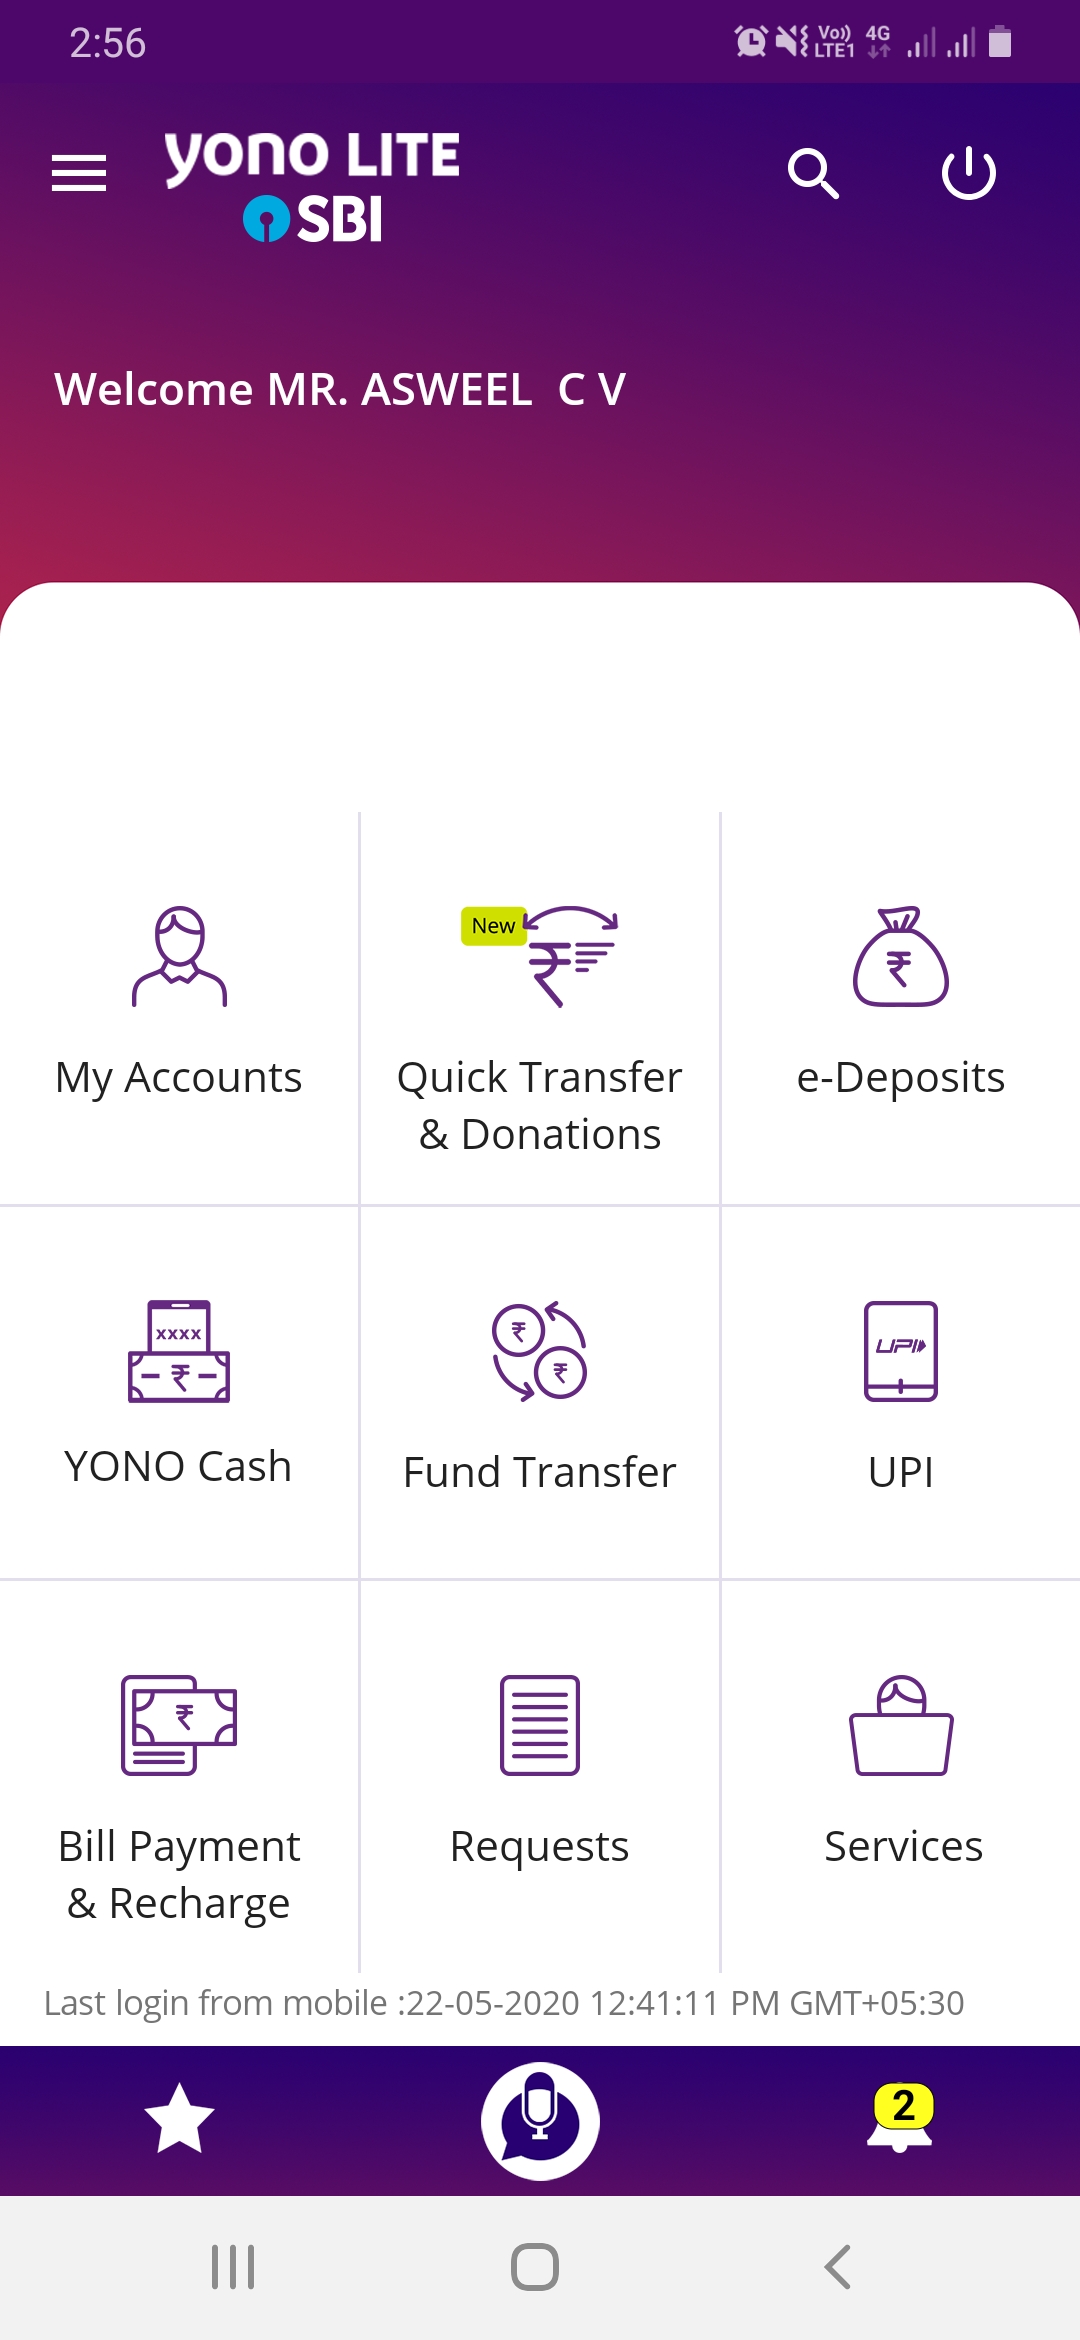 2:56
Vo)) LTE1 4G
yono LITE
SBI
Welcome MR. ASWEEL  C V
New
My Accounts
Quick Transfer
& Donations
e-Deposits
xxxx
UPI
YONO Cash
Fund Transfer
UPI
Bill Payment
& Recharge
Requests
Services
Last login from mobile :22-05-2020 12:41:11 PM GMT+05:30
2